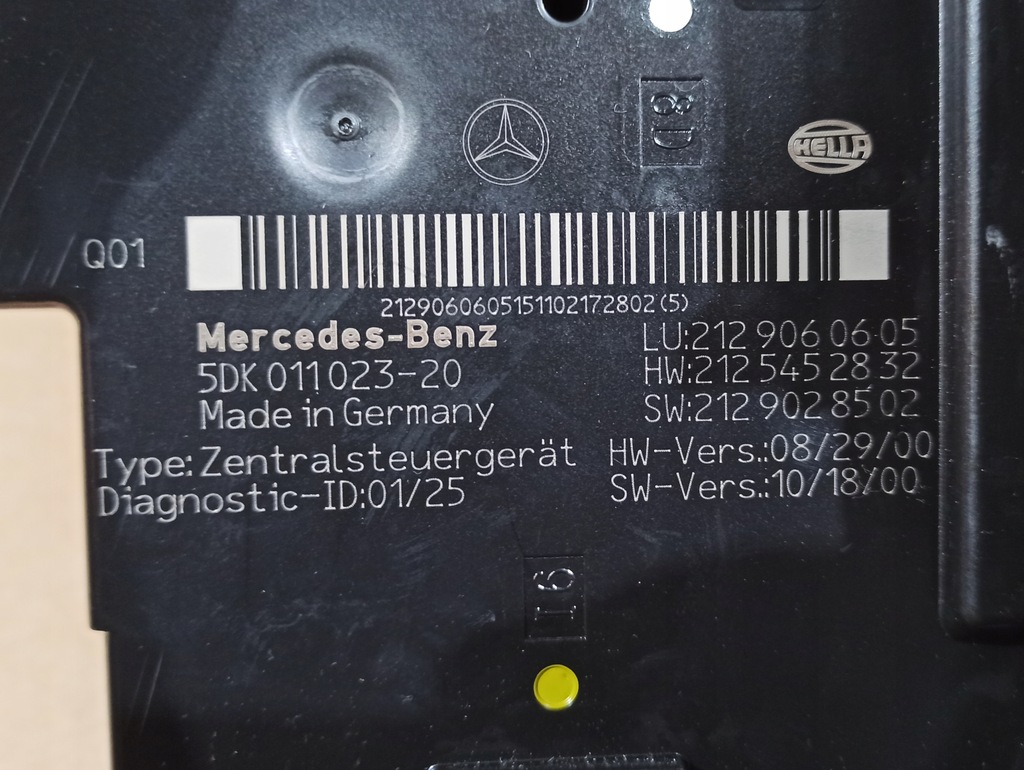 HELLA
Q01
2129060605151102172802(5)
Mercedes-Benz
5DK 011 023-20
Made in Germany
LU:212 906 06 05
HW:212 545 28 32
SW:212 902 85 02
Type: Zentralsteuergerät
Diagnostic-ID:01/25
HW-Vers.:08/29/00
SW-Vers.:10/18/00